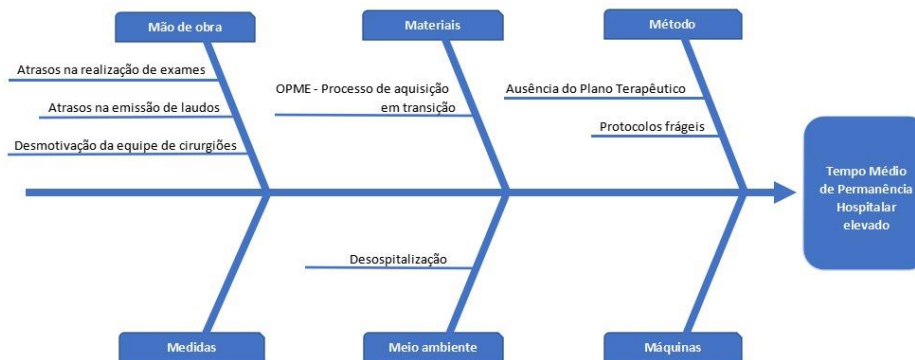 Mão de obra
Materiais
Método
Atrasos na realização de exames
Atrasos na emissão de laudos
Desmotivação da equipe de cirurgiões
OPME - Processo de aquisição
em transição
Ausência do Plano Terapêutico
Protocolos frágeis
Tempo Médio
de Permanência
Hospitalar
elevado
Desospitalização
Medidas
Meio ambiente
Máquinas